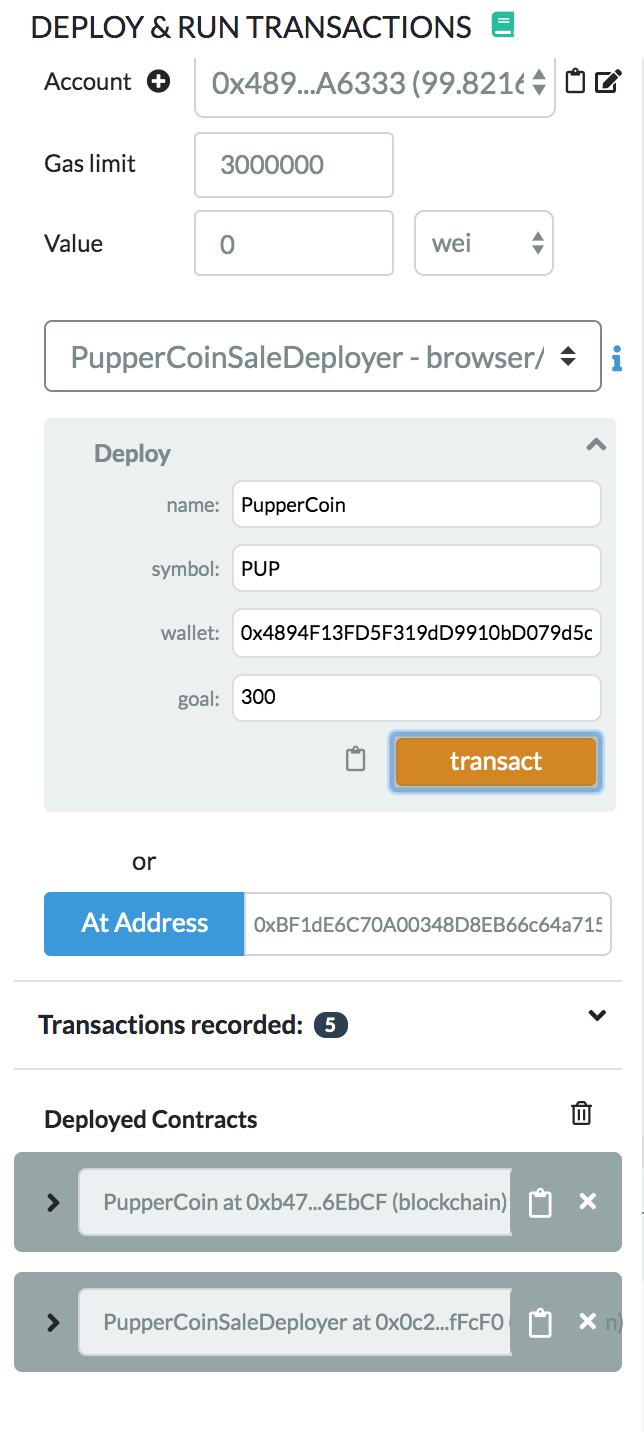 DEPLOY & RUN TRANSACTIONS
Account 0x489...A6333 (99.8216
Gas limit 3000000
Value 0 wei
PupperCoinSaleDeployer - browser/
Deploy
name: PupperCoin
symbol: PUP
wallet: 0x4894F13FD5F319dD9910bD079d5c
goal: 300
transact
or
At Address 0xBF1dE6C70A00348D8EB66c64a715
Transactions recorded: 5
Deployed Contracts
PupperCoin at 0xb47...6EbCF (blockchain)
PupperCoinSaleDeployer at 0x0c2...fFcF0 n)